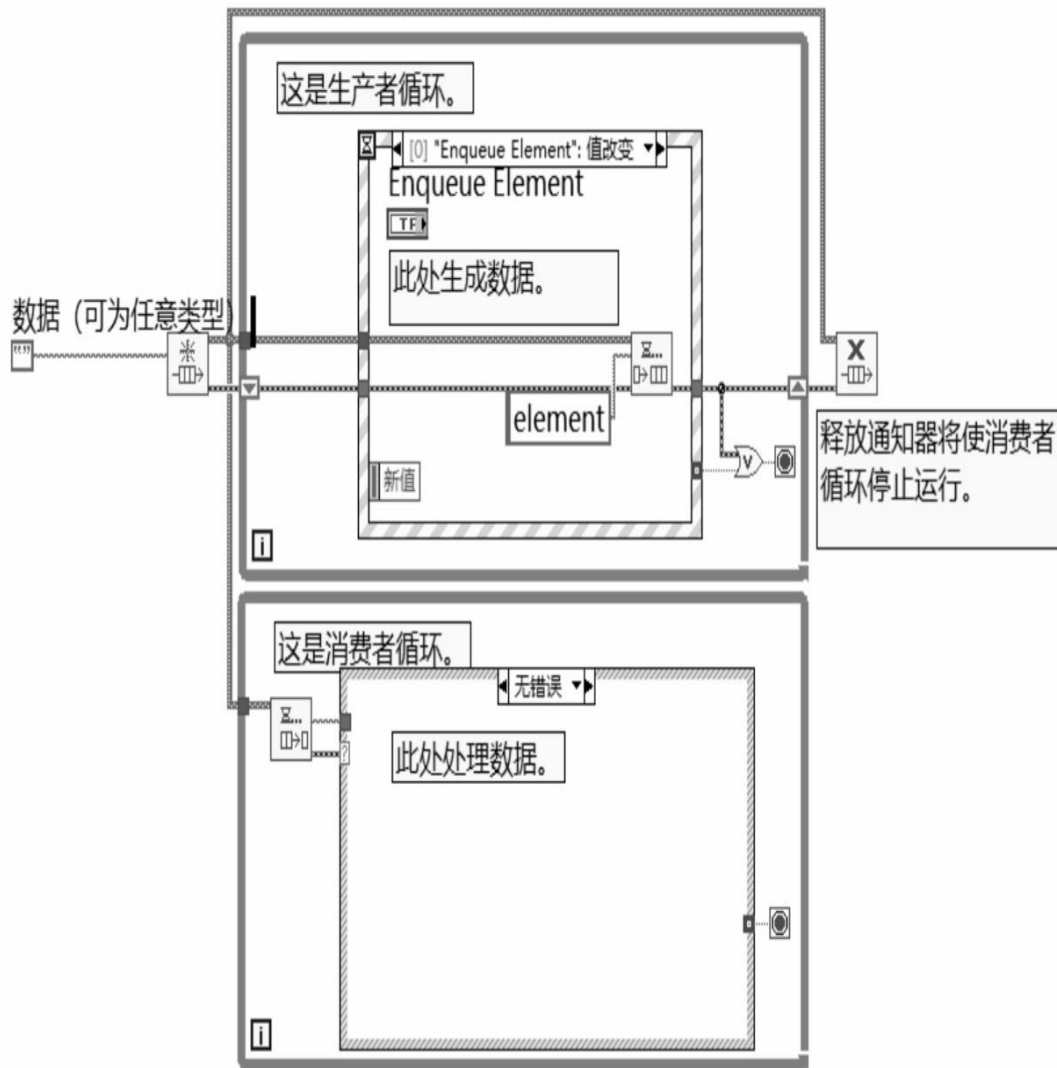 这是生产者循环。
[0] "Enqueue Element": 值改变
Enqueue Element
TF
此处生成数据。
数据（可为任意类型）
element
新值
释放通知器将使消费者
循环停止运行。
i
这是消费者循环。
无错误
?
此处处理数据。
i